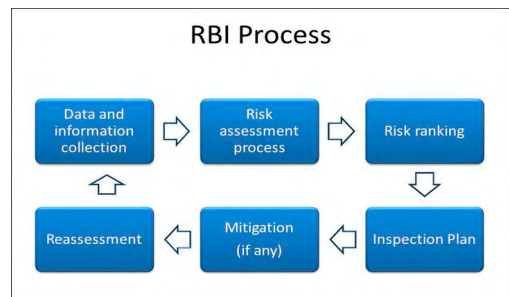 RBI Process
Data and
information
collection
Risk
assessment
process
Risk ranking
Reassessment
Mitigation
(if any)
Inspection Plan